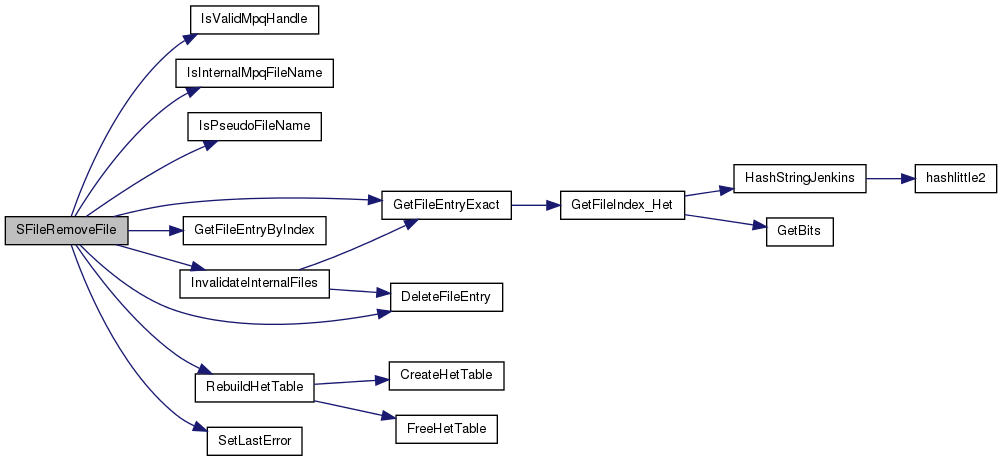 IsValidMpqHandle
IsInternalMpqFileName
IsPseudoFileName
HashStringJenkins
hashlittle2
GetFileEntryExact
GetFileIndex_Het
SFileRemoveFile
GetFileEntryByIndex
GetBits
InvalidateInternalFiles
DeleteFileEntry
RebuildHetTable
CreateHetTable
FreeHetTable
SetLastError